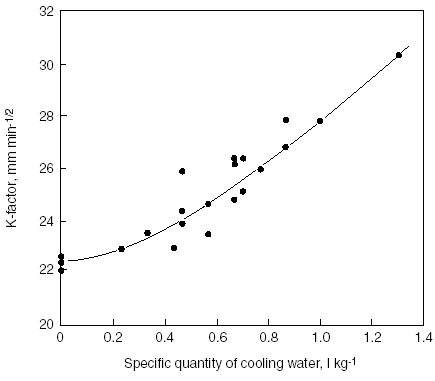 32
30
28
26
24
22
20
K-factor, mm min-1/2
0 0.2 0.4 0.6 0.8 1.0 1.2 1.4
Specific quantity of cooling water, l kg-1